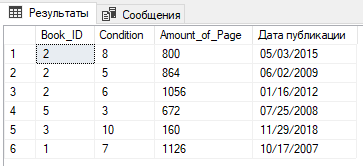 Результаты Сообщения
Book_ID Condition Amount_of_Page Дата публикации
1 2 8 800 05/03/2015
2 2 5 864 06/02/2009
3 2 6 1056 01/16/2012
4 5 3 672 07/25/2008
5 3 10 160 11/29/2018
6 1 7 1126 10/17/2007